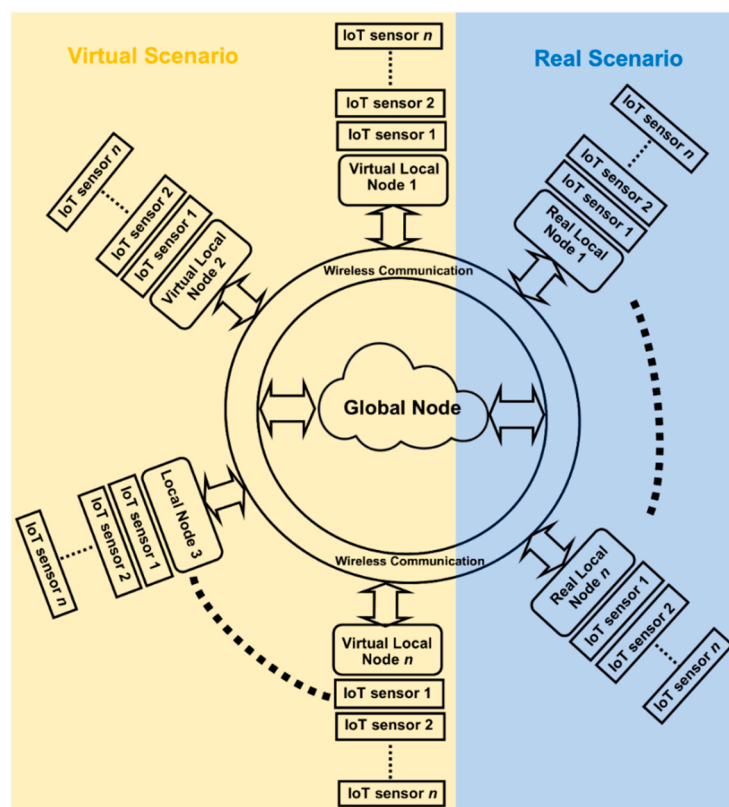 Virtual Scenario
Real Scenario
IoT sensor n
IoT sensor 2
IoT sensor 1
Virtual Local
Node 1
IoT sensor n
IoT sensor 2
IoT sensor 1
Virtual Local
Node 2
IoT sensor n
IoT sensor 2
IoT sensor 1
Real Local
Node 1
Wireless Communication
Global Node
IoT sensor n
IoT sensor 2
IoT sensor 1
Local Node 3
Wireless Communication
Real Local
Node n
IoT sensor 1
IoT sensor 2
IoT sensor n
Virtual Local
Node n
IoT sensor 1
IoT sensor 2
IoT sensor n